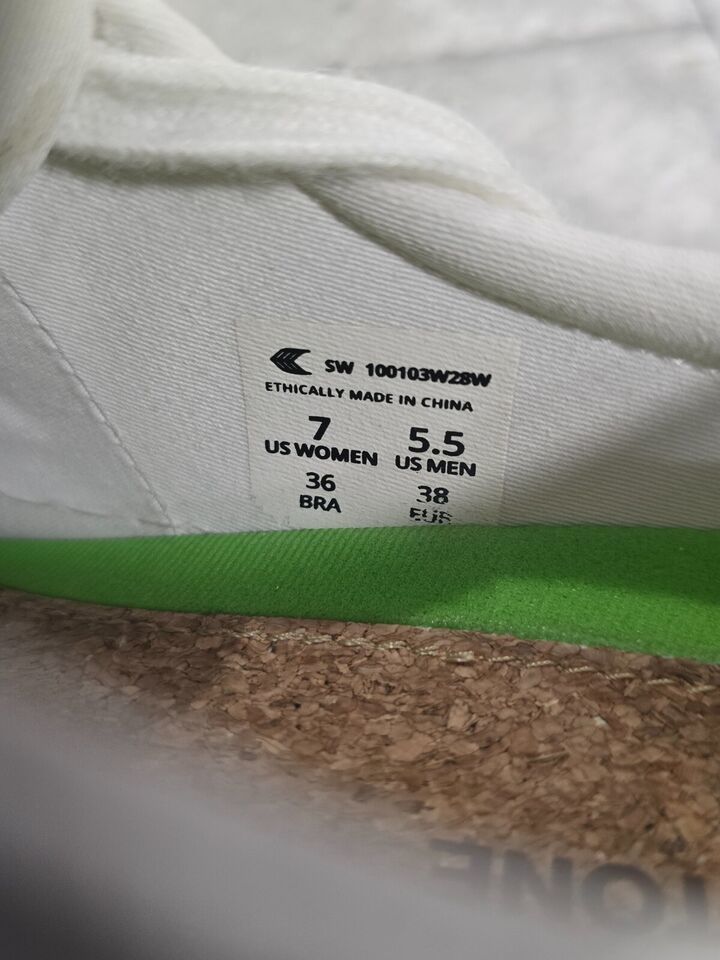 SW 100103W28W
ETHICALLY MADE IN CHINA
7 5.5
US WOMEN US MEN
36 38
BRA EUR